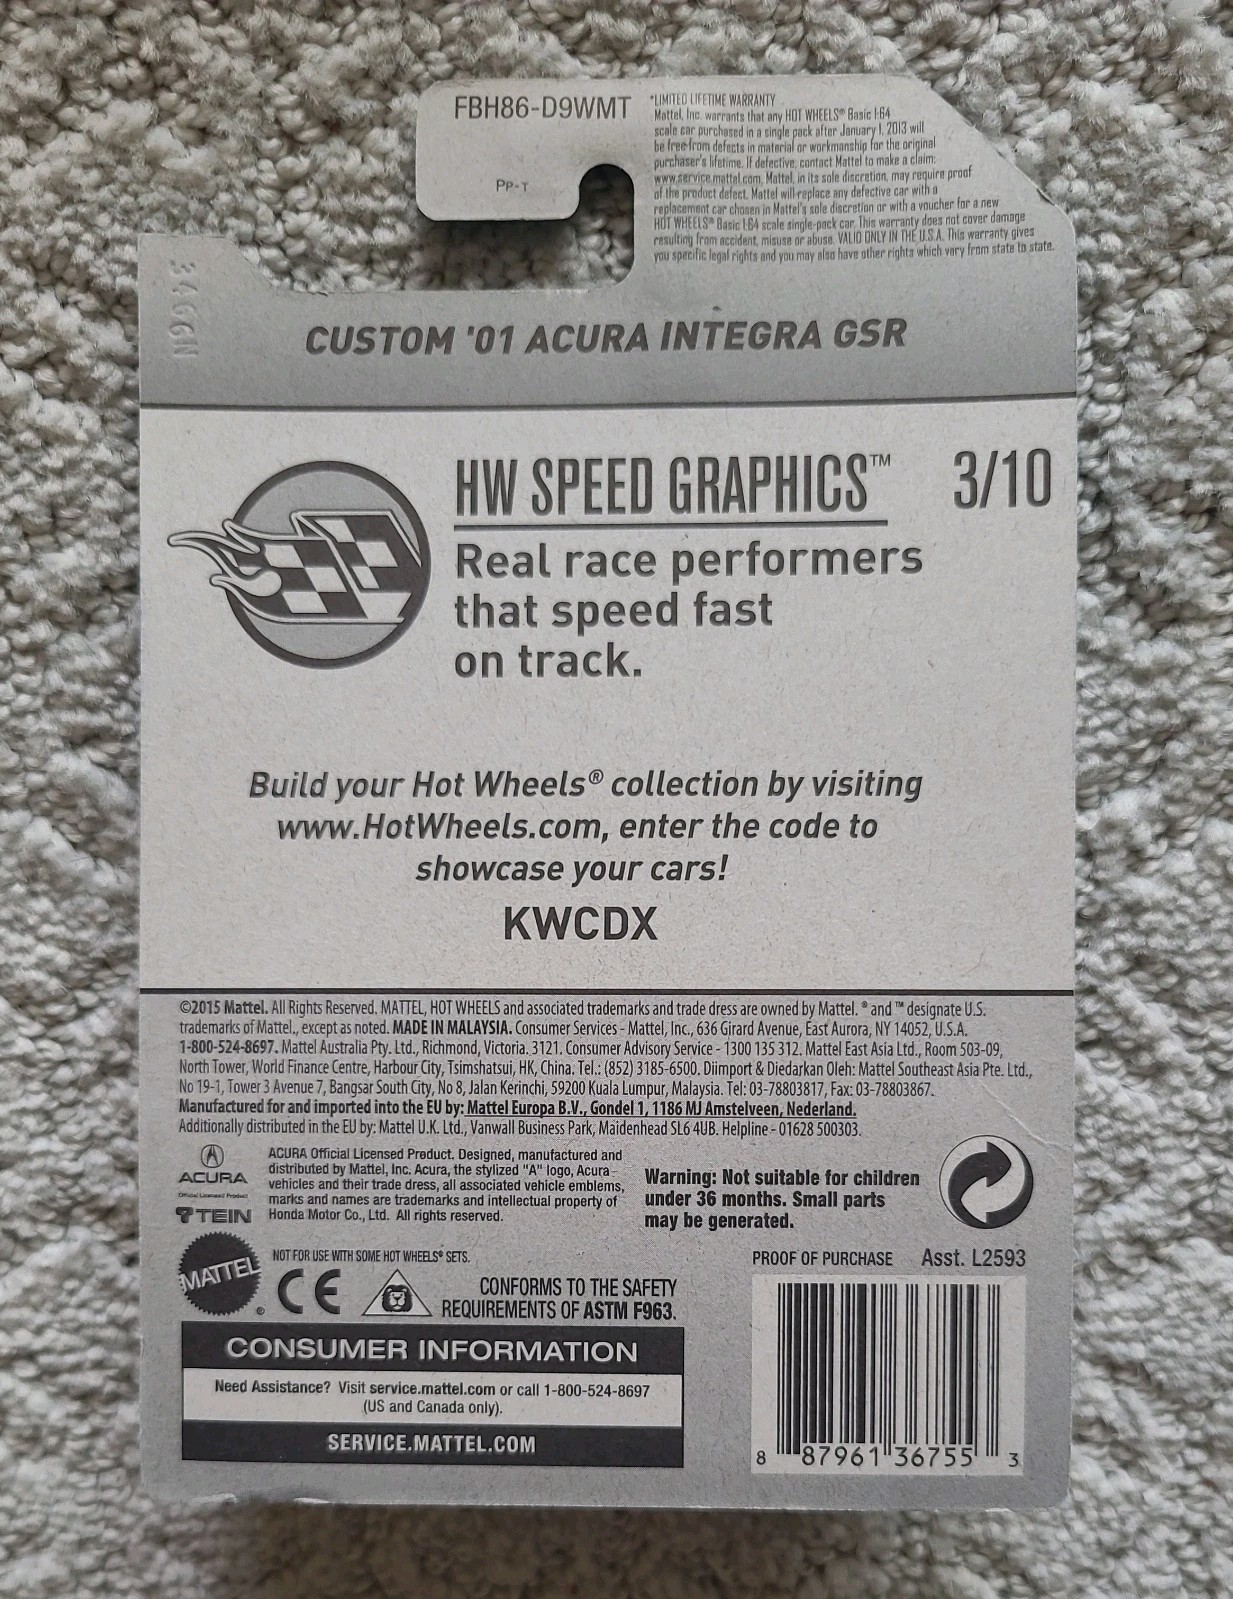 FBH86-D9WMT
PP-T
*LIMITED LIFETIME WARRANTY
Mattel, Inc. warrants that any HOT WHEELS® Basic 1:64
scale car purchased in a single pack after January 1, 2013 will
be free from defects in material or workmanship for the original
purchaser's lifetime. If defective, contact Mattel to make a claim:
www.service.mattel.com. Mattel, in its sole discretion, may require proof
of the product defect. Mattel will replace any defective car with a
replacement car chosen in Mattel's sole discretion or with a voucher for a new
HOT WHEELS® Basic 1:64 scale single-pack car. This warranty does not cover damage
resulting from accident, misuse or abuse. VALID ONLY IN THE U.S.A. This warranty gives
you specific legal rights and you may also have other rights which vary from state to state.
CUSTOM '01 ACURA INTEGRA GSR
HW SPEED GRAPHICS™ 3/10
Real race performers
that speed fast
on track.
Build your Hot Wheels® collection by visiting
www.HotWheels.com, enter the code to
showcase your cars!
KWCDX
©2015 Mattel. All Rights Reserved. MATTEL, HOT WHEELS and associated trademarks and trade dress are owned by Mattel. ® and ™ designate U.S.
trademarks of Mattel., except as noted. MADE IN MALAYSIA. Consumer Services - Mattel, Inc., 636 Girard Avenue, East Aurora, NY 14052, U.S.A.
1-800-524-8697. Mattel Australia Pty. Ltd., Richmond, Victoria. 3121. Consumer Advisory Service - 1300 135 312. Mattel East Asia Ltd., Room 503-09,
North Tower, World Finance Centre, Harbour City, Tsimshatsui, HK, China. Tel.: (852) 3185-6500. Diimport & Diedarkan Oleh: Mattel Southeast Asia Pte. Ltd.,
No 19-1, Tower 3 Avenue 7, Bangsar South City, No 8, Jalan Kerinchi, 59200 Kuala Lumpur, Malaysia. Tel: 03-78803817, Fax: 03-78803867.
Manufactured for and imported into the EU by: Mattel Europa B.V., Gondel 1, 1186 MJ Amstelveen, Nederland.
Additionally distributed in the EU by: Mattel U.K. Ltd., Vanwall Business Park, Maidenhead SL6 4UB. Helpline - 01628 500303.
ACURA
Official Licensed Product
TEIN
ACURA Official Licensed Product. Designed, manufactured and
distributed by Mattel, Inc. Acura, the stylized "A" logo, Acura
vehicles and their trade dress, all associated vehicle emblems,
marks and names are trademarks and intellectual property of
Honda Motor Co., Ltd. All rights reserved.
Warning: Not suitable for children
under 36 months. Small parts
may be generated.
MATTEL®
NOT FOR USE WITH SOME HOT WHEELS® SETS.
CE
CONFORMS TO THE SAFETY
REQUIREMENTS OF ASTM F963.
PROOF OF PURCHASE Asst. L2593
CONSUMER INFORMATION
Need Assistance? Visit service.mattel.com or call 1-800-524-8697
(US and Canada only).
SERVICE.MATTEL.COM
8 87961 36755 3